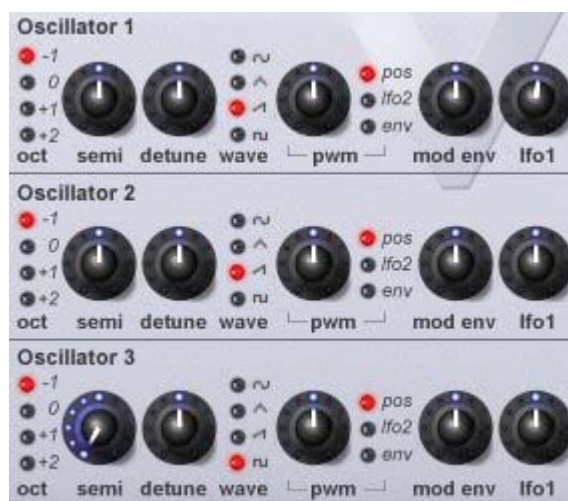 Oscillator 1
-1
0
+1
+2
pos
lfo2
env
oct semi detune wave pwm mod env lfo1
Oscillator 2
-1
0
+1
+2
pos
lfo2
env
oct semi detune wave pwm mod env lfo1
Oscillator 3
-1
0
+1
+2
pos
lfo2
env
oct semi detune wave pwm mod env lfo1